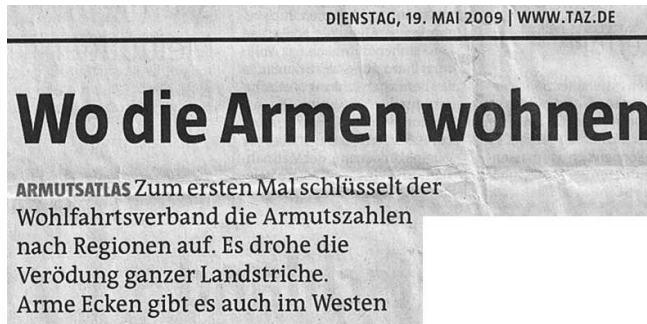 DIENSTAG, 19. MAI 2009 | WWW.TAZ.DE
Wo die Armen wohnen
ARMUTSATLAS Zum ersten Mal schlüsselt der
Wohlfahrtsverband die Armutszahlen
nach Regionen auf. Es drohe die
Verödung ganzer Landstriche.
Arme Ecken gibt es auch im Westen